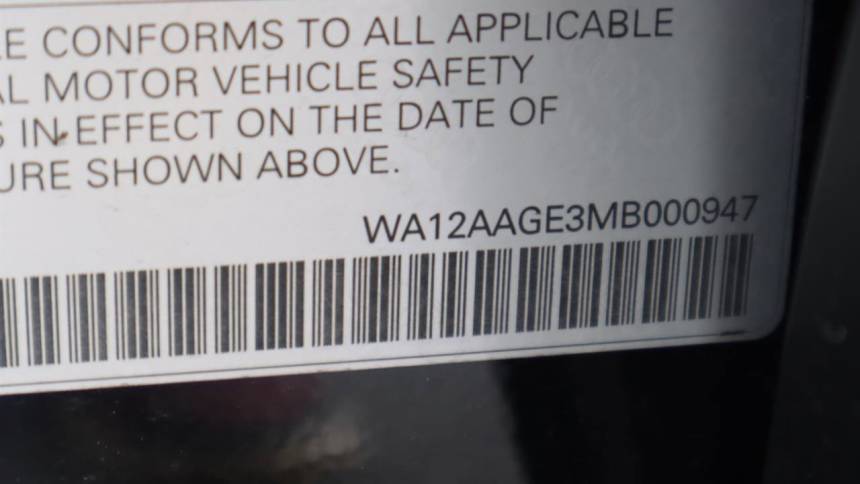 E CONFORMS TO ALL APPLICABLE
L MOTOR VEHICLE SAFETY
S IN EFFECT ON THE DATE OF
URE SHOWN ABOVE.
WA12AAGE3MB000947